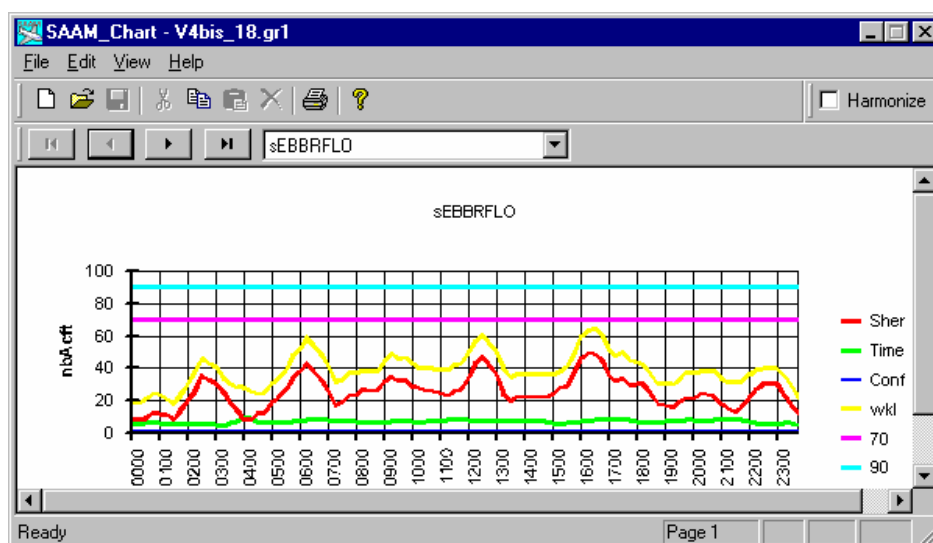 SAAM_Chart - V4bis_18.gr1
File Edit View Help
Harmonize
sEBBRFLO
sEBBRFLO
100
80
60
40
20
0
nbAcft
0000 0100 0200 0300 0400 0500 0600 0700 0800 0900 1000 1100 1200 1300 1400 1500 1600 1700 1800 1900 2000 2100 2200 2300
Sher
Time
Conf
wkl
70
90
Ready
Page 1